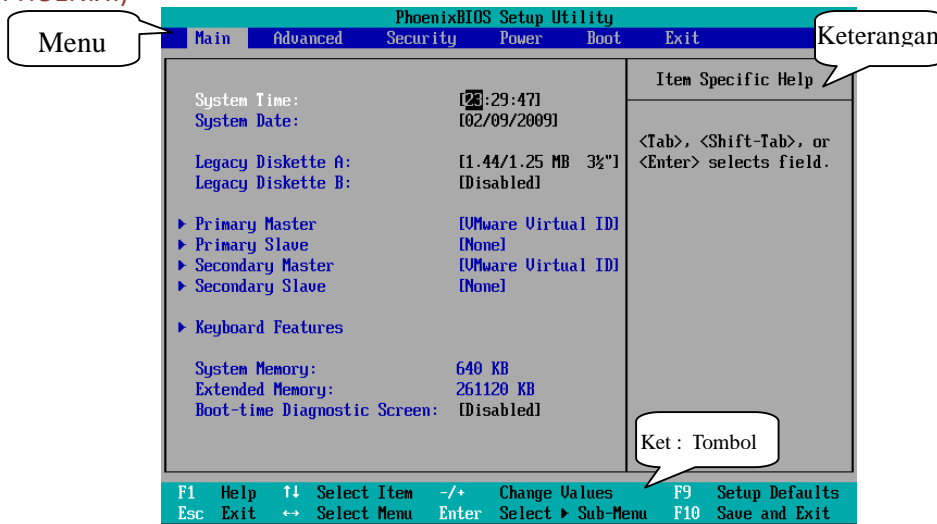 PhoenixBIOS Setup Utility
Menu
Main Advanced Security Power Boot Exit
Keterangan
Item Specific Help
System Time: [23:29:47]
System Date: [02/09/2009]
<Tab>, <Shift-Tab>, or
<Enter> selects field.
Legacy Diskette A: [1.44/1.25 MB 3½"]
Legacy Diskette B: [Disabled]
▶ Primary Master [VMware Virtual ID]
▶ Primary Slave [None]
▶ Secondary Master [VMware Virtual ID]
▶ Secondary Slave [None]
▶ Keyboard Features
System Memory: 640 KB
Extended Memory: 261120 KB
Boot-time Diagnostic Screen: [Disabled]
Ket : Tombol
F1 Help ↑↓ Select Item -/+ Change Values F9 Setup Defaults
Esc Exit ↔ Select Menu Enter Select ▶ Sub-Menu F10 Save and Exit